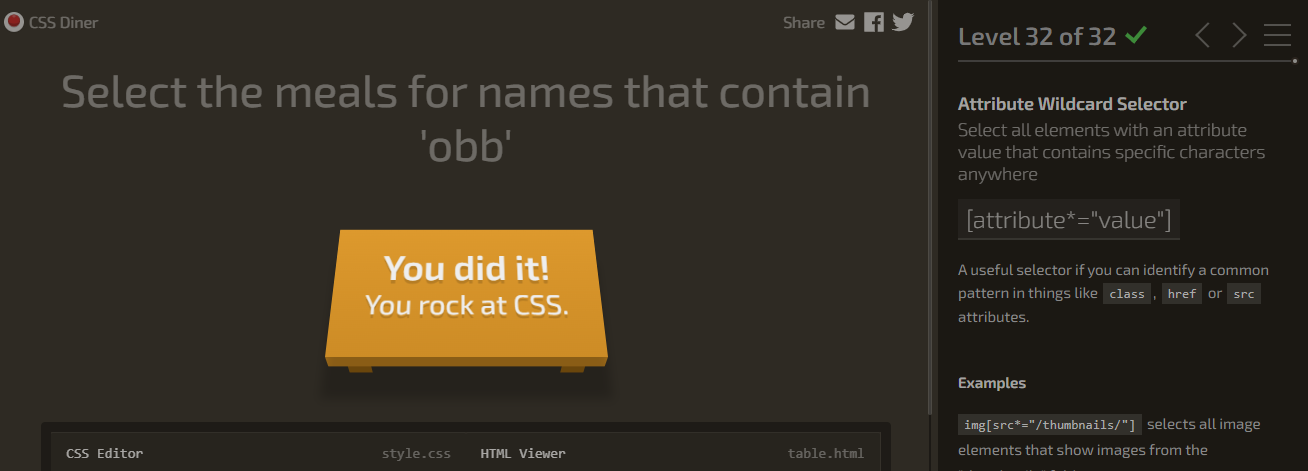 CSS Diner
Share
Select the meals for names that contain
'obb'
You did it!
You rock at CSS.
CSS Editor
style.css
HTML Viewer
table.html
Level 32 of 32
Attribute Wildcard Selector
Select all elements with an attribute
value that contains specific characters
anywhere
[attribute*="value"]
A useful selector if you can identify a common
pattern in things like class, href or src
attributes.
Examples
img[src*="/thumbnails/"] selects all image
elements that show images from the